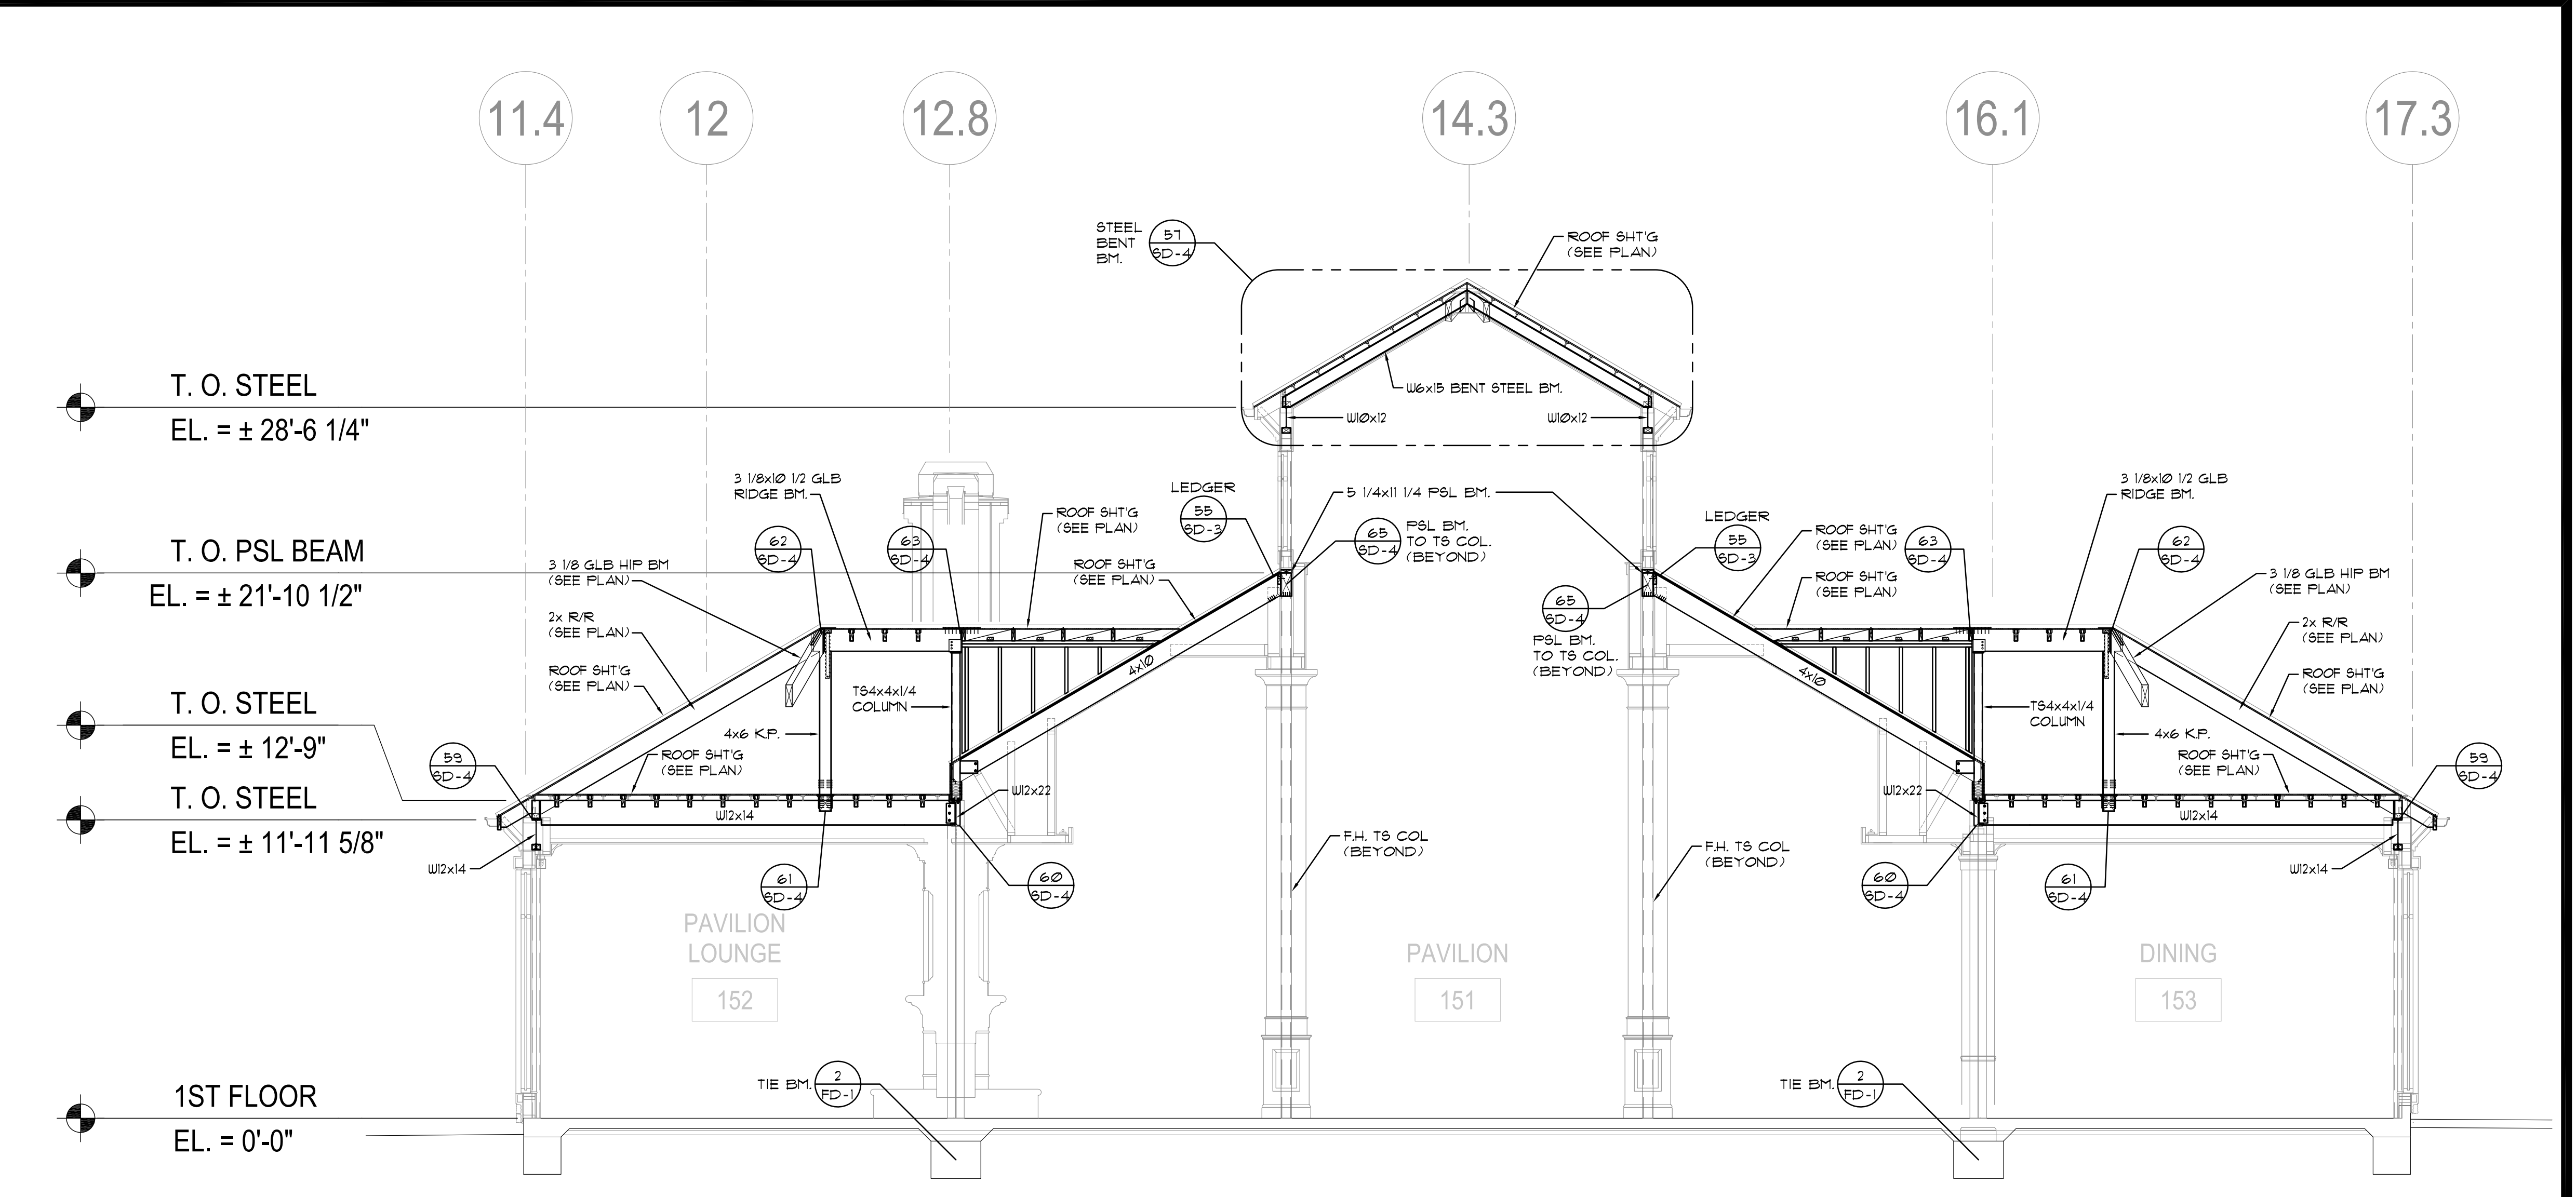 11.4
12
12.8
14.3
16.1
17.3
STEEL
BENT
BM.
57
SD-4
ROOF SHT'G
(SEE PLAN)
T. O. STEEL
EL. = ± 28'-6 1/4"
W6x15 BENT STEEL BM.
W10x12
W10x12
3 1/8x10 1/2 GLB
RIDGE BM.
LEDGER
55
SD-3
5 1/4x11 1/4 PSL BM.
LEDGER
55
SD-3
3 1/8x10 1/2 GLB
RIDGE BM.
62
SD-4
63
SD-4
ROOF SHT'G
(SEE PLAN)
65
SD-4
PSL BM.
TO TS COL.
(BEYOND)
ROOF SHT'G
(SEE PLAN)
63
SD-4
62
SD-4
T. O. PSL BEAM
EL. = ± 21'-10 1/2"
3 1/8 GLB HIP BM
(SEE PLAN)
ROOF SHT'G
(SEE PLAN)
65
SD-4
PSL BM.
TO TS COL.
(BEYOND)
ROOF SHT'G
(SEE PLAN)
3 1/8 GLB HIP BM
(SEE PLAN)
2x R/R
(SEE PLAN)
2x R/R
(SEE PLAN)
ROOF SHT'G
(SEE PLAN)
4x10
4x10
ROOF SHT'G
(SEE PLAN)
TS4x4x1/4
COLUMN
TS4x4x1/4
COLUMN
T. O. STEEL
EL. = ± 12'-9"
4x6 K.P.
4x6 K.P.
59
SD-4
ROOF SHT'G
(SEE PLAN)
ROOF SHT'G
(SEE PLAN)
59
SD-4
T. O. STEEL
EL. = ± 11'-11 5/8"
W12x22
W12x22
W12x14
W12x14
F.H. TS COL
(BEYOND)
F.H. TS COL
(BEYOND)
W12x14
W12x14
61
SD-4
60
SD-4
60
SD-4
61
SD-4
PAVILION
LOUNGE
152
PAVILION
151
DINING
153
TIE BM.
2
FD-1
TIE BM.
2
FD-1
1ST FLOOR
EL. = 0'-0"